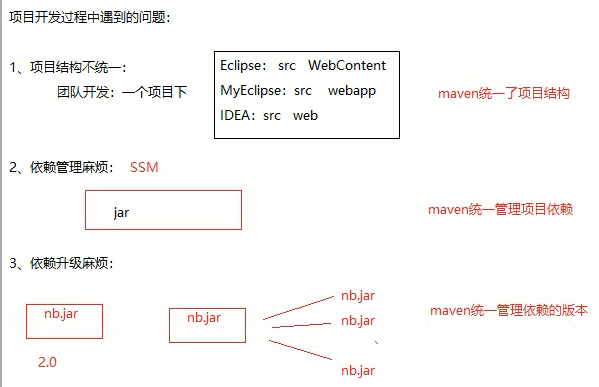 项目开发过程中遇到的问题：
1、项目结构不统一：
团队开发：一个项目下
Eclipse： src WebContent
MyEclipse：src webapp
IDEA：src web
maven统一了项目结构
2、依赖管理麻烦： SSM
jar
maven统一管理项目依赖
3、依赖升级麻烦：
nb.jar
2.0
nb.jar
nb.jar
nb.jar
nb.jar
maven统一管理依赖的版本